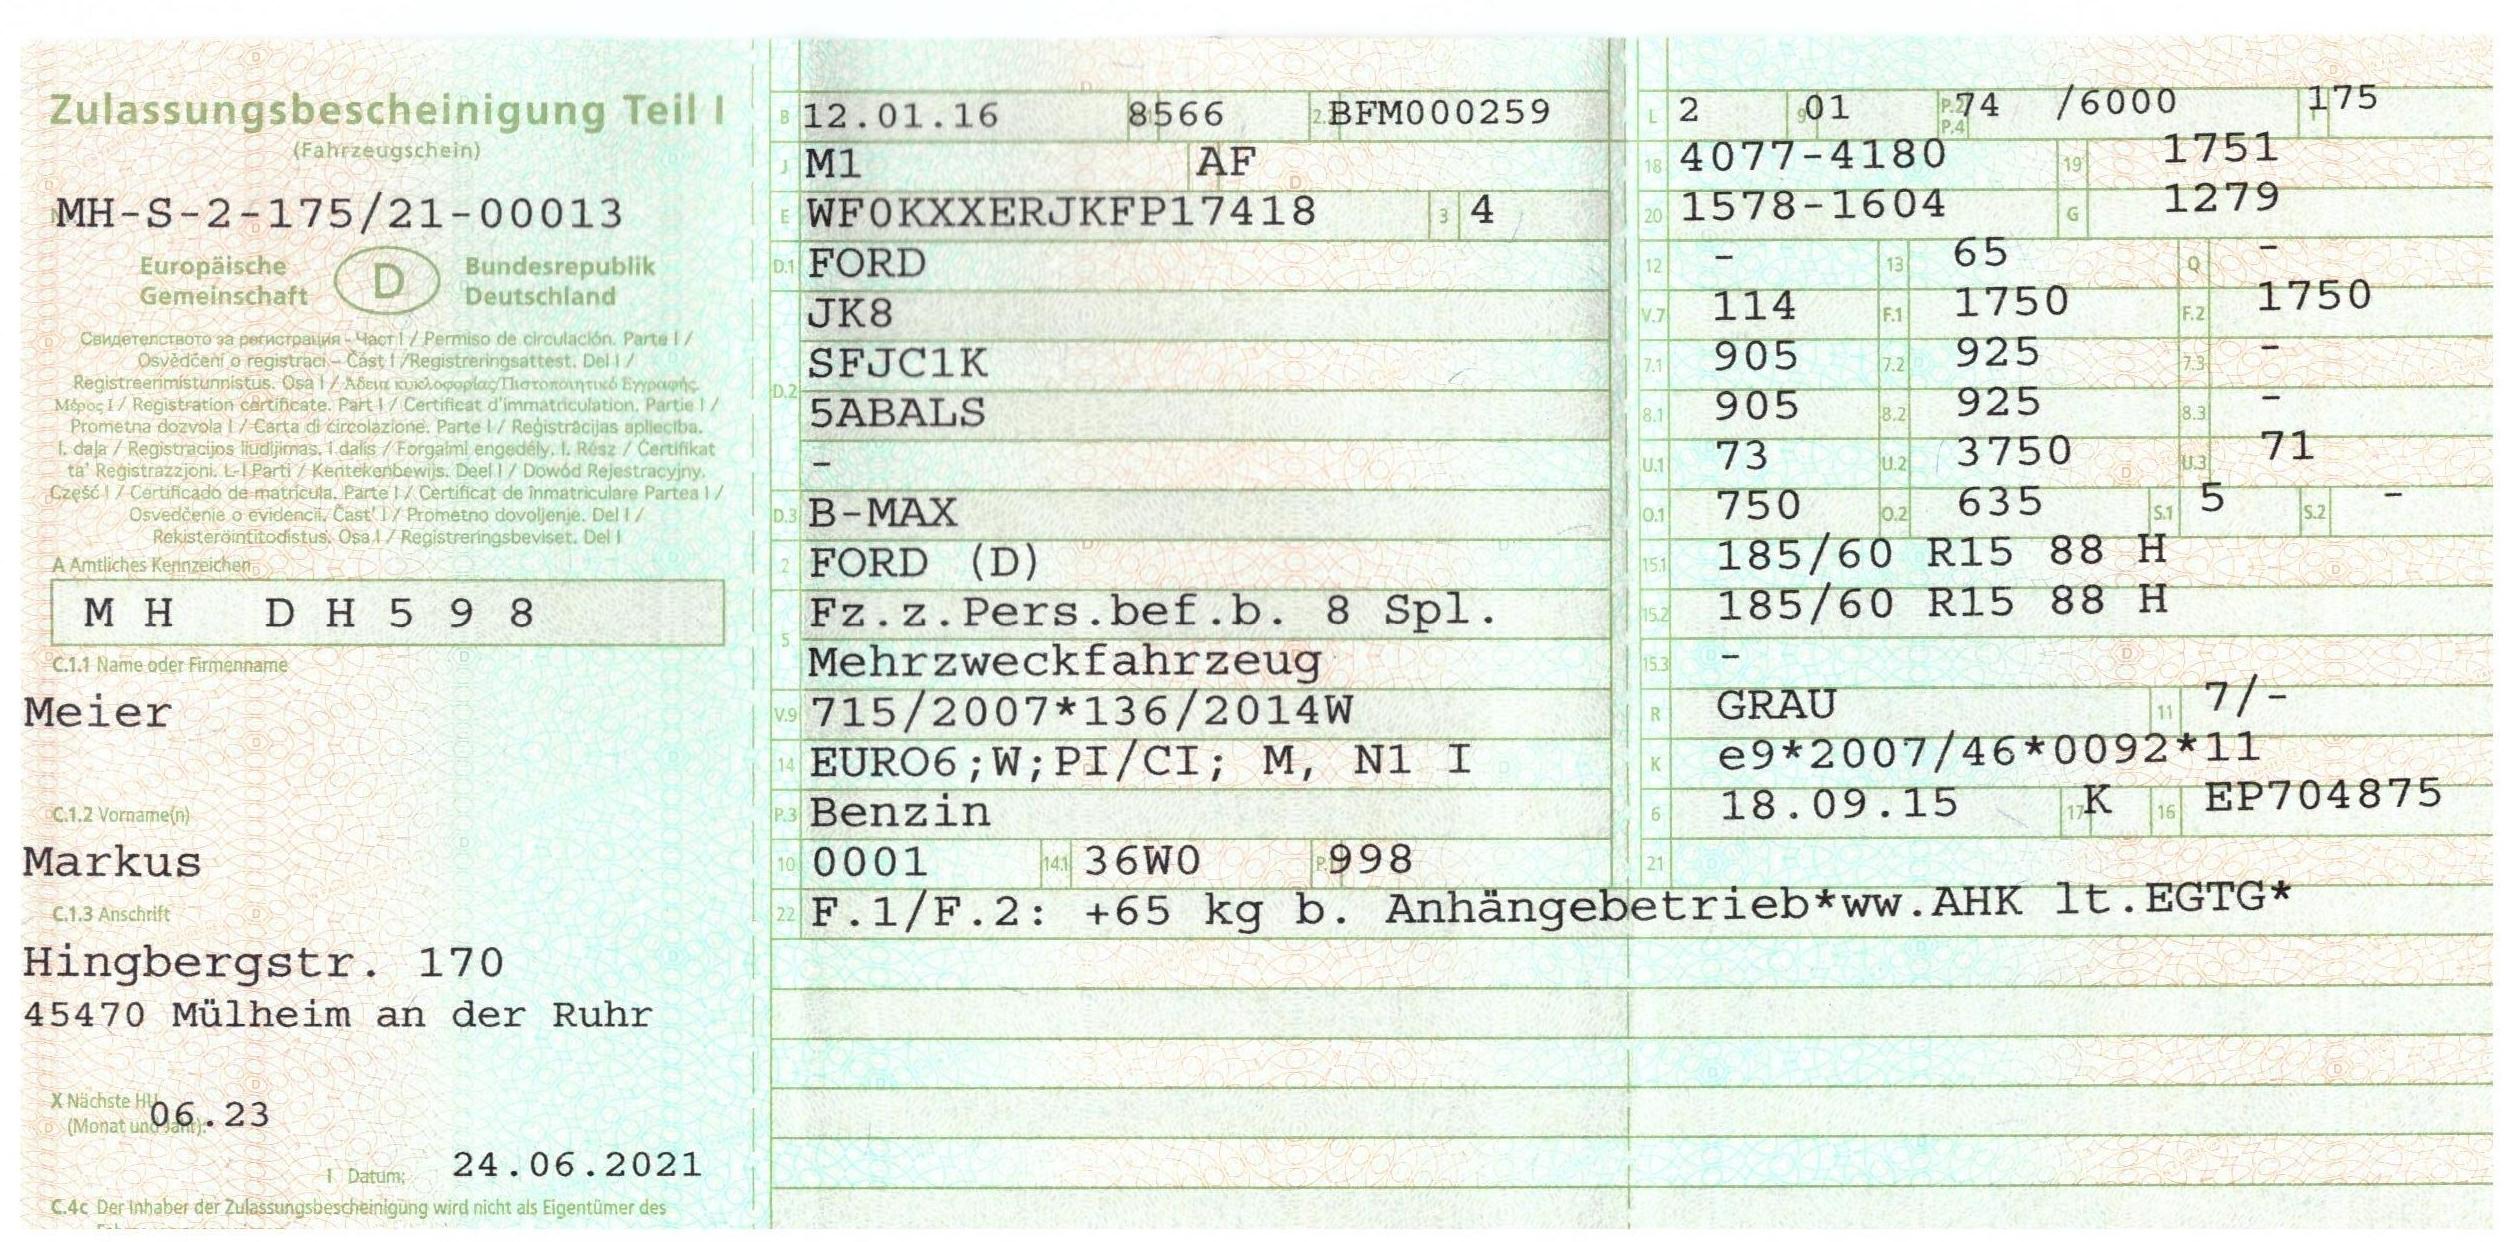 Zulassungsbescheinigung Teil I
(Fahrzeugschein)
MH-S-2-175/21-00013
Europäische Gemeinschaft
D
Bundesrepublik Deutschland
Свидетелство за регистрация - Част I / Permiso de circulación. Parte I /
Osvědčení o registraci – Část I /Registreringsattest. Del I /
Registreerimistunnistus. Osa I / Άδεια κυκλοφορίας/Πιστοποιητικό Εγγραφής.
Μέρος I / Registration certificate. Part I / Certificat d'immatriculation. Partie I /
Prometna dozvola I / Carta di circolazione. Parte I / Reģistrācijas apliecība.
I. daļa / Registracijos liudijimas. I dalis / Forgalmi engedély. I. Rész / Ċertifikat
ta' Reġistrazzjoni. L-I Parti / Kentekenbewijs. Deel I / Dowód Rejestracyjny.
Część I / Certificado de matrícula. Parte I / Certificat de înmatriculare Partea I /
Osvedčenie o evidencii. Časť I / Prometno dovoljenje. Del I /
Rekisteröintitodistus. Osa I / Registreringsbeviset. Del I
A Amtliches Kennzeichen
MH DH598
C.1.1 Name oder Firmenname
Meier
C.1.2 Vorname(n)
Markus
C.1.3 Anschrift
Hingbergstr. 170
45470 Mülheim an der Ruhr
X Nächste HU
(Monat und Jahr): 06.23
I Datum: 24.06.2021
C.4c Der Inhaber der Zulassungsbescheinigung wird nicht als Eigentümer des
B 12.01.16 8566 BFM000259
J M1 AF
E WF0KXXERJKFP17418 3 4
D.1 FORD
JK8
D.2 SFJC1K
5ABALS
-
D.3 B-MAX
2 FORD (D)
5 Fz.z.Pers.bef.b. 8 Spl.
Mehrzweckfahrzeug
V.9 715/2007*136/2014W
14 EURO6;W;PI/CI; M, N1 I
P.3 Benzin
10 0001 14.1 36W0 998
22 F.1/F.2: +65 kg b. Anhängebetrieb*ww.AHK lt.EGTG*
L 2 9 01 P.2 P.4 74 /6000 T 175
18 4077-4180 19 1751
20 1578-1604 G 1279
12 - 13 65 Q -
V.7 114 F.1 1750 F.2 1750
7.1 905 7.2 925 7.3 -
8.1 905 8.2 925 8.3 -
U.1 73 U.2 3750 U.3 71
O.1 750 O.2 635 S.1 5 S.2 -
15.1 185/60 R15 88 H
15.2 185/60 R15 88 H
15.3 -
R GRAU 11 7/-
K e9*2007/46*0092*11
6 18.09.15 17 K 16 EP704875
21